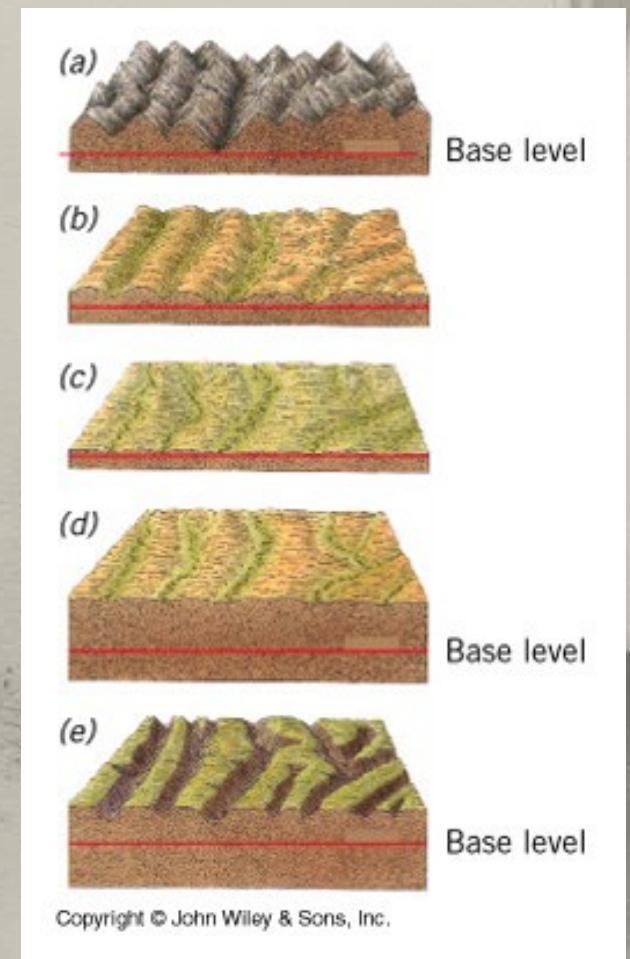 (a)
Base level
(b)
(c)
(d)
Base level
(e)
Base level
Copyright © John Wiley & Sons, Inc.